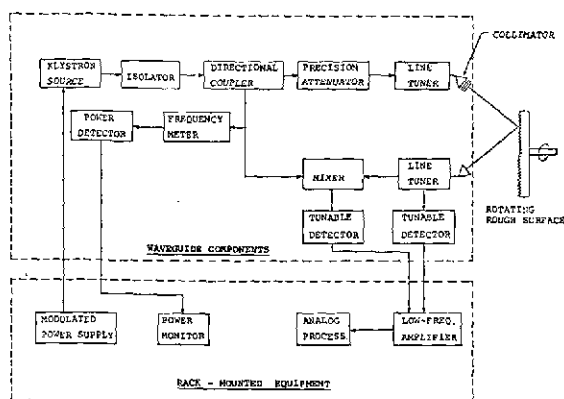 COLLIMATOR
KLYSTRON
SOURCE
ISOLATOR
DIRECTIONAL
COUPLER
PRECISION
ATTENUATOR
LINE
TUNER
POWER
DETECTOR
FREQUENCY
METER
MIXER
LINE
TUNER
ROTATING
ROUGH SURFACE
TUNABLE
DETECTOR
TUNABLE
DETECTOR
WAVEGUIDE COMPONENTS
MODULATED
POWER SUPPLY
POWER
MONITOR
ANALOG
PROCESS.
LOW-FREQ.
AMPLIFIER
RACK - MOUNTED EQUIPMENT